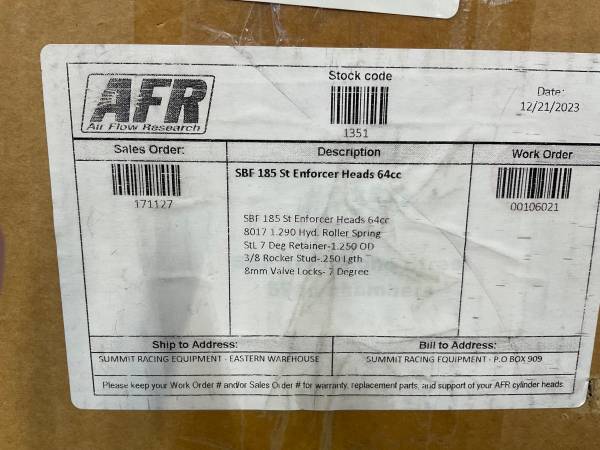 AFR
Air Flow Research
Stock code
1351
Date:
12/21/2023
Sales Order:
171127
Description
SBF 185 St Enforcer Heads 64cc
SBF 185 St Enforcer Heads 64cc
8017 1.290 Hyd. Roller Spring
StL 7 Deg Retainer-1.250 OD
3/8 Rocker Stud-.250 Lgth
8mm Valve Locks- 7 Degree
Work Order
00106021
Ship to Address:
SUMMIT RACING EQUIPMENT - EASTERN WAREHOUSE
Bill to Address:
SUMMIT RACING EQUIPMENT - P.O BOX 909
Please keep your Work Order # and/or Sales Order # for warranty, replacement parts, and support of your AFR cylinder heads.